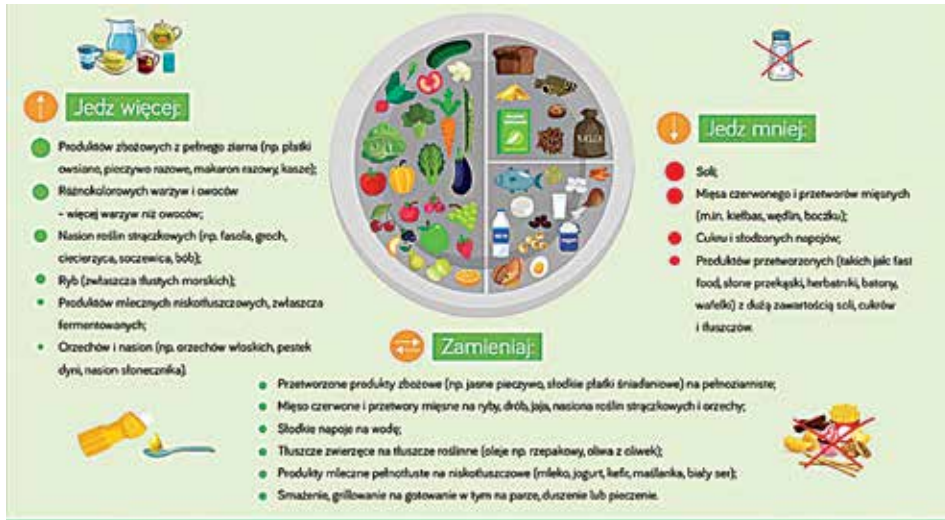 Jedz więcej:
Produktów zbożowych z pełnego ziarna (np. płatki
owsiane, pieczywo razowe, makaron razowy, kasze);
Różnokolorowych warzyw i owoców
– więcej warzyw niż owoców;
Nasion roślin strączkowych (np. fasola, groch,
ciecierzyca, soczewica, bób);
Ryb (zwłaszcza tłustych morskich);
Produktów mlecznych niskotłuszczowych, zwłaszcza
fermentowanych;
Orzechów i nasion (np. orzechów włoskich, pestek
dyni, nasion słonecznika).
Jedz mniej:
Soli;
Mięsa czerwonego i przetworów mięsnych
(m.in. kiełbas, wędlin, boczku);
Cukru i słodzonych napojów;
Produktów przetworzonych (takich jak: fast
food, słone przekąski, herbatniki, batony,
wafelki) z dużą zawartością soli, cukrów
i tłuszczów.
Zamieniaj:
Przetworzone produkty zbożowe (np. jasne pieczywo, słodkie płatki śniadaniowe) na pełnoziarniste;
Mięso czerwone i przetwory mięsne na ryby, drób, jaja, nasiona roślin strączkowych i orzechy;
Słodkie napoje na wodę;
Tłuszcze zwierzęce na tłuszcze roślinne (oleje np. rzepakowy, oliwa z oliwek);
Produkty mleczne pełnotłuste na niskotłuszczowe (mleko, jogurt, kefir, maślanka, biały ser);
Smażenie, grillowanie na gotowanie w tym na parze, duszenie lub pieczenie.